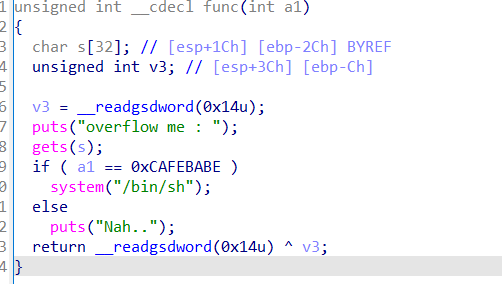 1 unsigned int __cdecl func(int a1)
2 {
3 char s[32]; // [esp+1Ch] [ebp-2Ch] BYREF
4 unsigned int v3; // [esp+3Ch] [ebp-Ch]
5
6 v3 = __readgsdword(0x14u);
7 puts("overflow me : ");
8 gets(s);
9 if ( a1 == 0xCAFEBABE )
0 system("/bin/sh");
1 else
2 puts("Nah..");
3 return __readgsdword(0x14u) ^ v3;
4 }